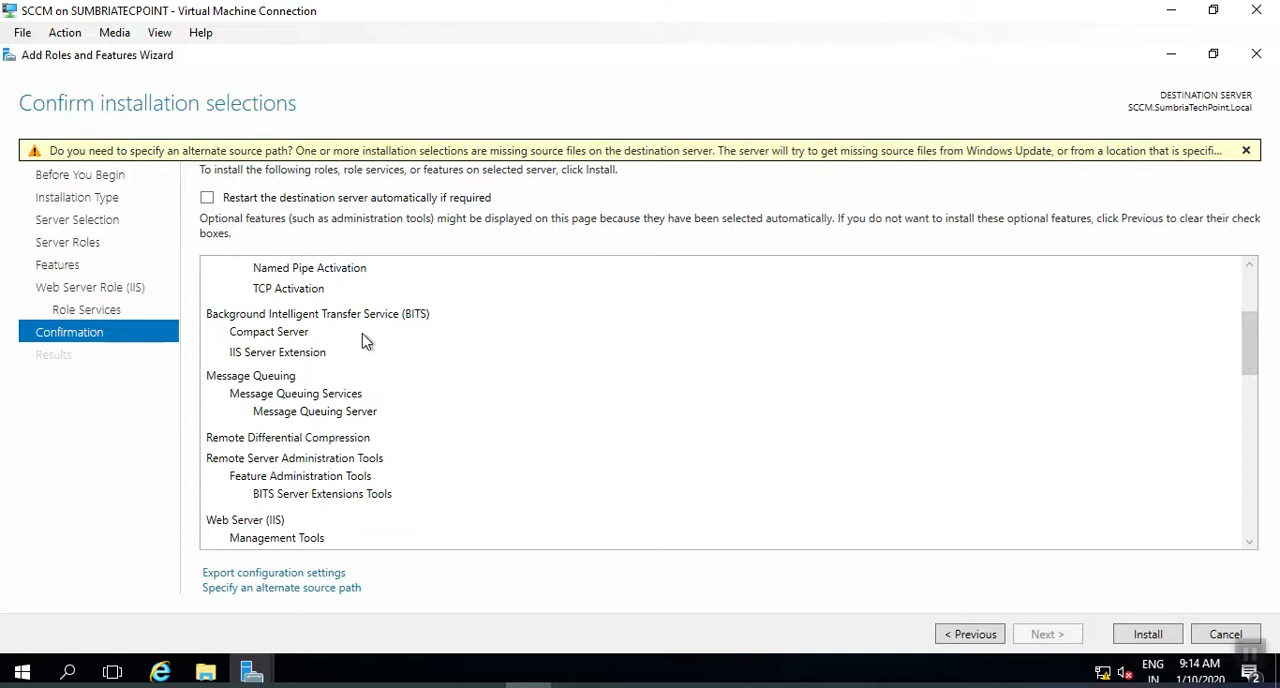 SCCM on SUMBRIATECPOINT - Virtual Machine Connection
File Action Media View Help
Add Roles and Features Wizard
Confirm installation selections
DESTINATION SERVER
SCCM.SumbriaTechPoint.Local
Do you need to specify an alternate source path? One or more installation selections are missing source files on the destination server. The server will try to get missing source files from Windows Update, or from a location that is specifi...
Before You Begin
Installation Type
Server Selection
Server Roles
Features
Web Server Role (IIS)
Role Services
Confirmation
Results
To install the following roles, role services, or features on selected server, click Install.
Restart the destination server automatically if required
Optional features (such as administration tools) might be displayed on this page because they have been selected automatically. If you do not want to install these optional features, click Previous to clear their check
boxes.
Named Pipe Activation
TCP Activation
Background Intelligent Transfer Service (BITS)
Compact Server
IIS Server Extension
Message Queuing
Message Queuing Services
Message Queuing Server
Remote Differential Compression
Remote Server Administration Tools
Feature Administration Tools
BITS Server Extensions Tools
Web Server (IIS)
Management Tools
Export configuration settings
Specify an alternate source path
< Previous Next > Install Cancel
ENG 9:14 AM
IN 1/10/2020 2